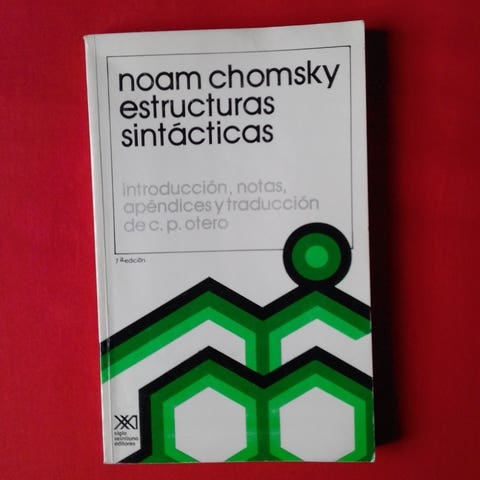 noam chomsky
estructuras
sintácticas
introducción, notas,
apéndices y traducción
de c. p. otero
7ª edición
siglo
veintiuno
editores